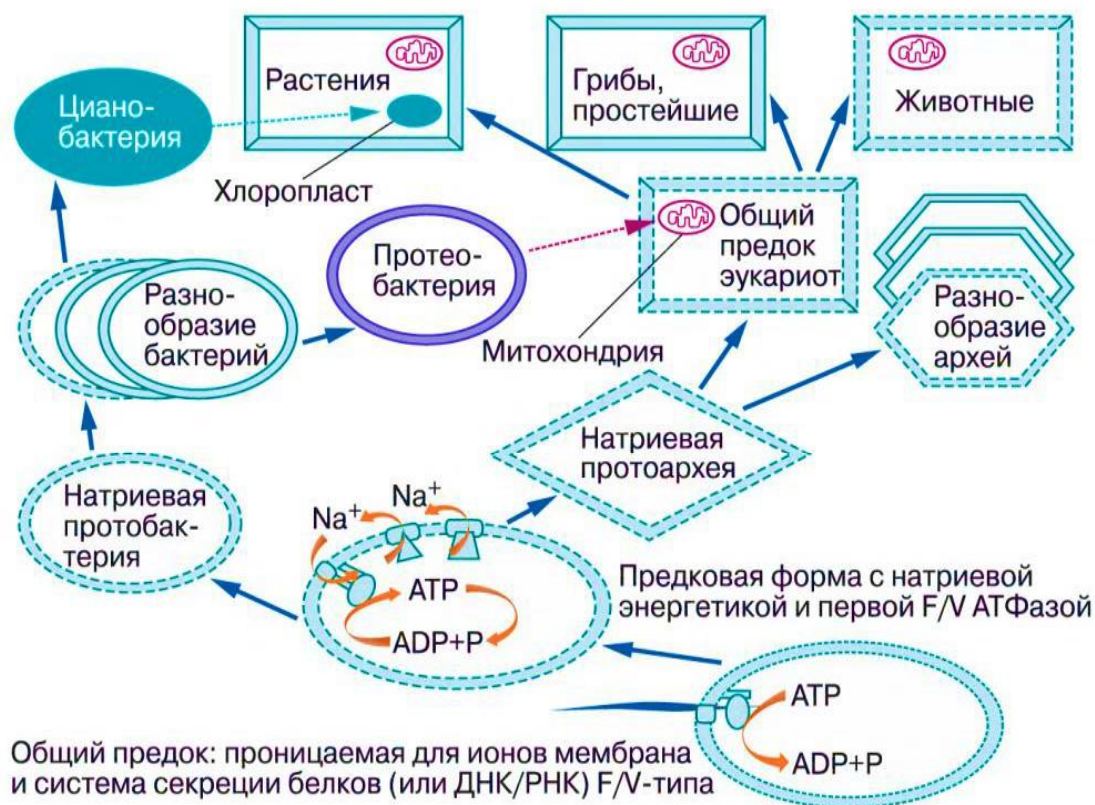 Циано-
бактерия
Растения
Хлоропласт
Грибы,
простейшие
Животные
Протео-
бактерия
Общий
предок
эукариот
Митохондрия
Разно-
образие
бактерий
Разно-
образие
архей
Натриевая
протоархея
Натриевая
протобак-
терия
Na⁺
Na⁺
ATP
ADP+P
Предковая форма с натриевой
энергетикой и первой F/V АТФазой
ATP
ADP+P
Общий предок: проницаемая для ионов мембрана
и система секреции белков (или ДНК/РНК) F/V-типа